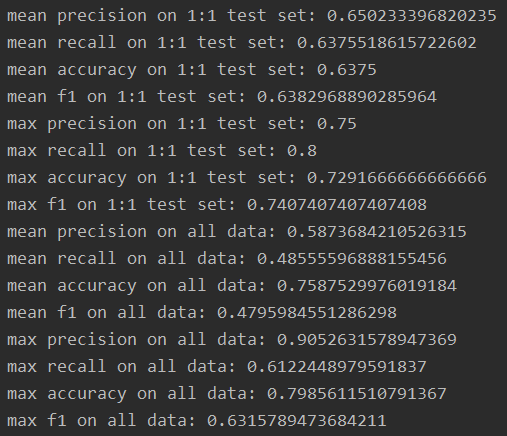 mean precision on 1:1 test set: 0.650233396820235
mean recall on 1:1 test set: 0.6375518615722602
mean accuracy on 1:1 test set: 0.6375
mean f1 on 1:1 test set: 0.6382968890285964
max precision on 1:1 test set: 0.75
max recall on 1:1 test set: 0.8
max accuracy on 1:1 test set: 0.7291666666666666
max f1 on 1:1 test set: 0.7407407407407408
mean precision on all data: 0.5873684210526315
mean recall on all data: 0.48555596888155456
mean accuracy on all data: 0.7587529976019184
mean f1 on all data: 0.4795984551286298
max precision on all data: 0.9052631578947369
max recall on all data: 0.6122448979591837
max accuracy on all data: 0.7985611510791367
max f1 on all data: 0.6315789473684211